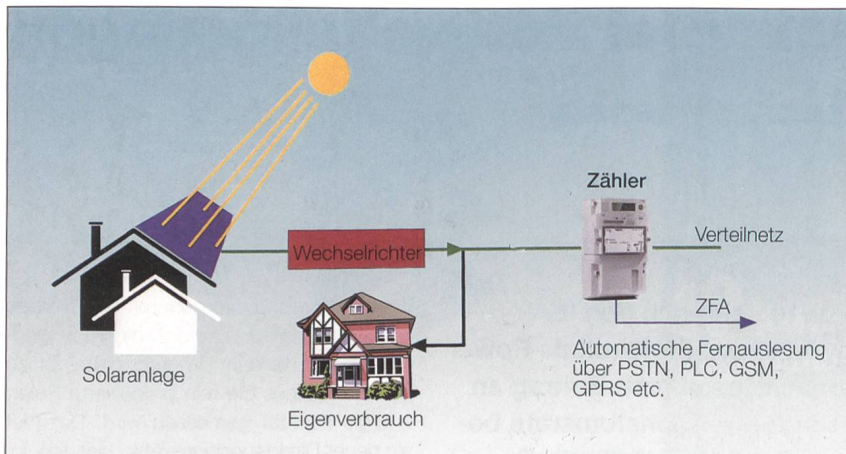 Zähler
Wechselrichter
Verteilnetz
ZFA
Solaranlage
Automatische Fernauslesung
über PSTN, PLC, GSM,
GPRS etc.
Eigenverbrauch